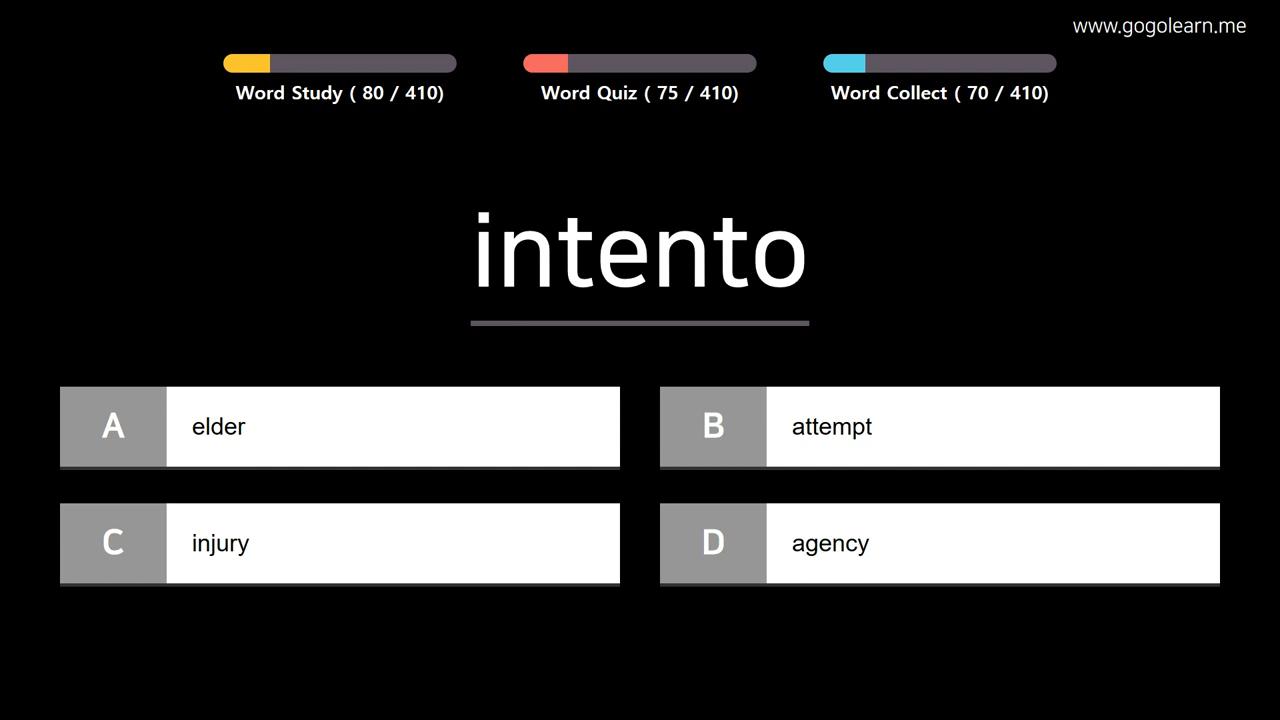 www.gogolearn.me
Word Study ( 80 / 410)
Word Quiz ( 75 / 410)
Word Collect ( 70 / 410)
intento
A elder
B attempt
C injury
D agency